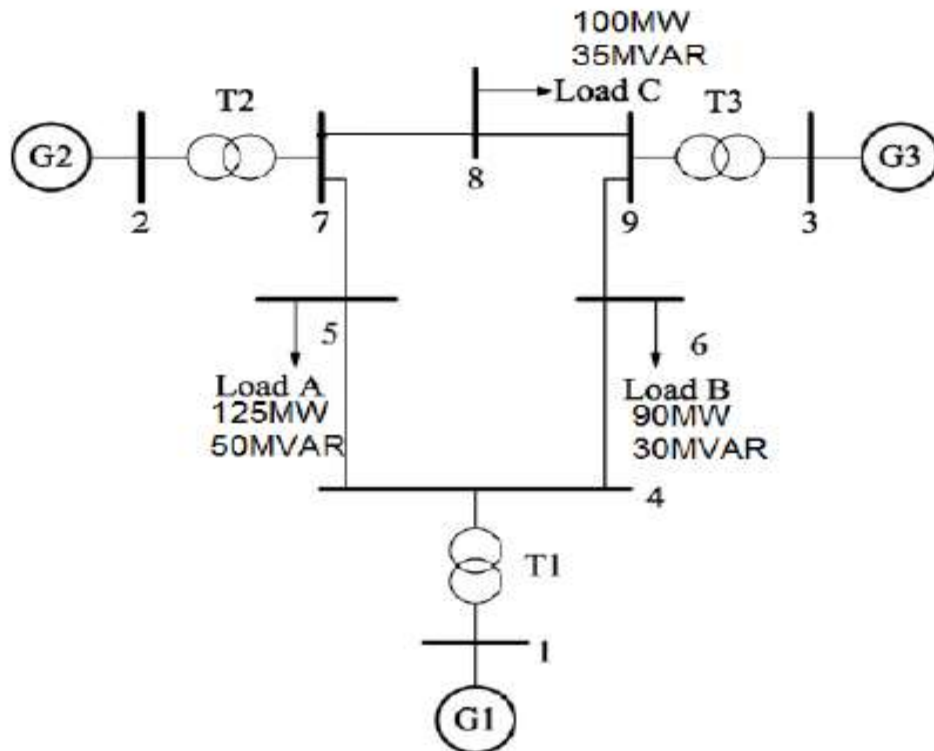 100MW
35MVAR
Load C
T2
T3
G2
G3
8
2
7
9
3
5
6
Load A
125MW
50MVAR
Load B
90MW
30MVAR
4
T1
1
G1